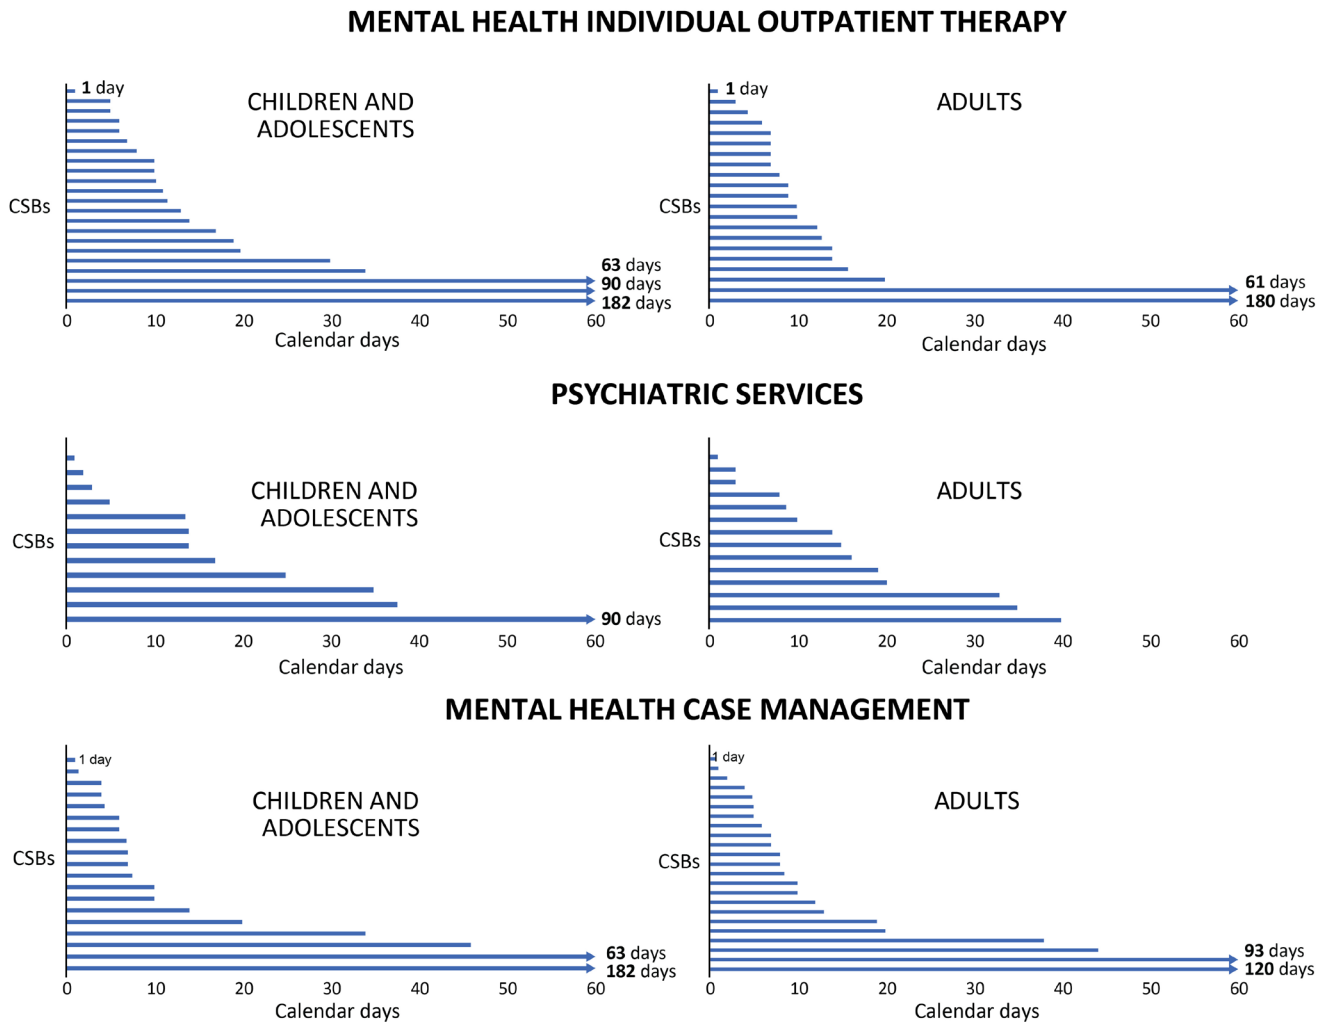 MENTAL HEALTH INDIVIDUAL OUTPATIENT THERAPY
1 day
CHILDREN AND
ADOLESCENTS
CSBs
63 days
90 days
182 days
0 10 20 30 40 50 60
Calendar days
1 day
ADULTS
CSBs
61 days
180 days
0 10 20 30 40 50 60
Calendar days
PSYCHIATRIC SERVICES
CHILDREN AND
ADOLESCENTS
CSBs
90 days
0 10 20 30 40 50 60
Calendar days
ADULTS
CSBs
0 10 20 30 40 50 60
Calendar days
MENTAL HEALTH CASE MANAGEMENT
1 day
CHILDREN AND
ADOLESCENTS
CSBs
63 days
182 days
0 10 20 30 40 50 60
Calendar days
1 day
ADULTS
CSBs
93 days
120 days
0 10 20 30 40 50 60
Calendar days